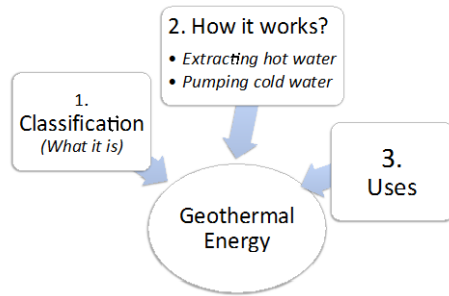 1.
Classification
(What it is)
2. How it works?
• Extracting hot water
• Pumping cold water
3.
Uses
Geothermal
Energy